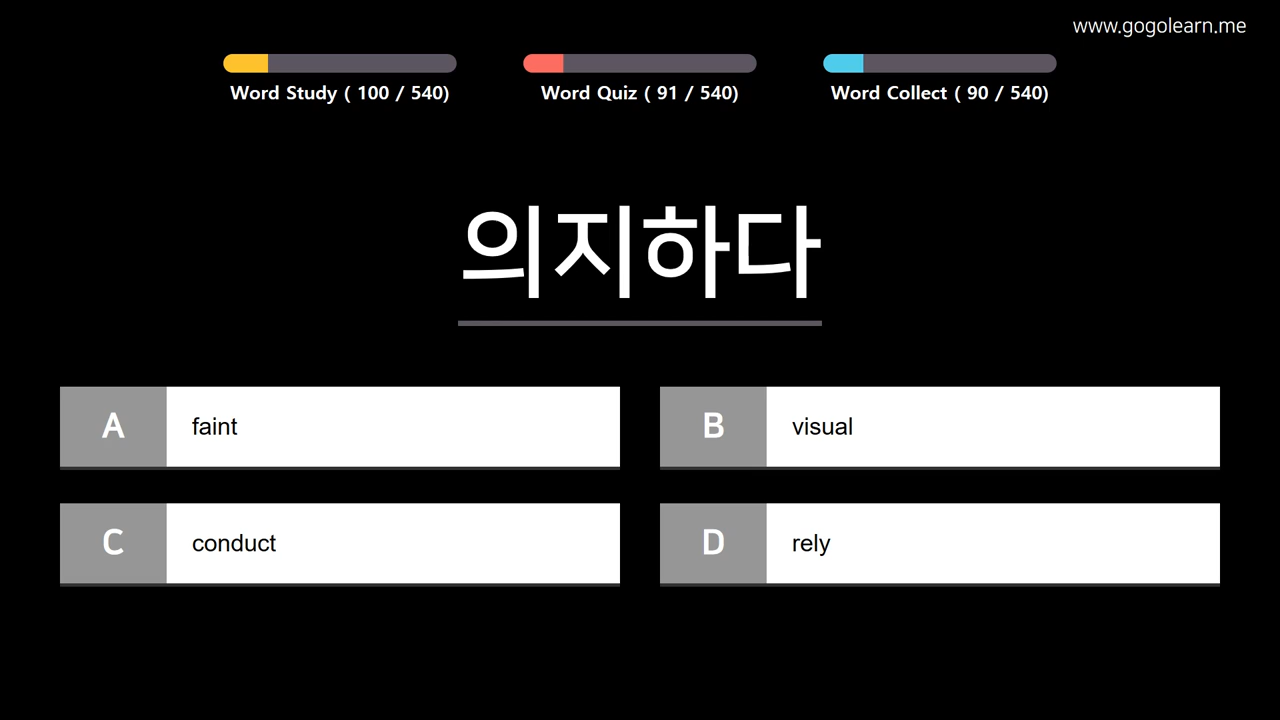 www.gogolearn.me
Word Study ( 100 / 540)
Word Quiz ( 91 / 540)
Word Collect ( 90 / 540)
의지하다
A faint
B visual
C conduct
D rely